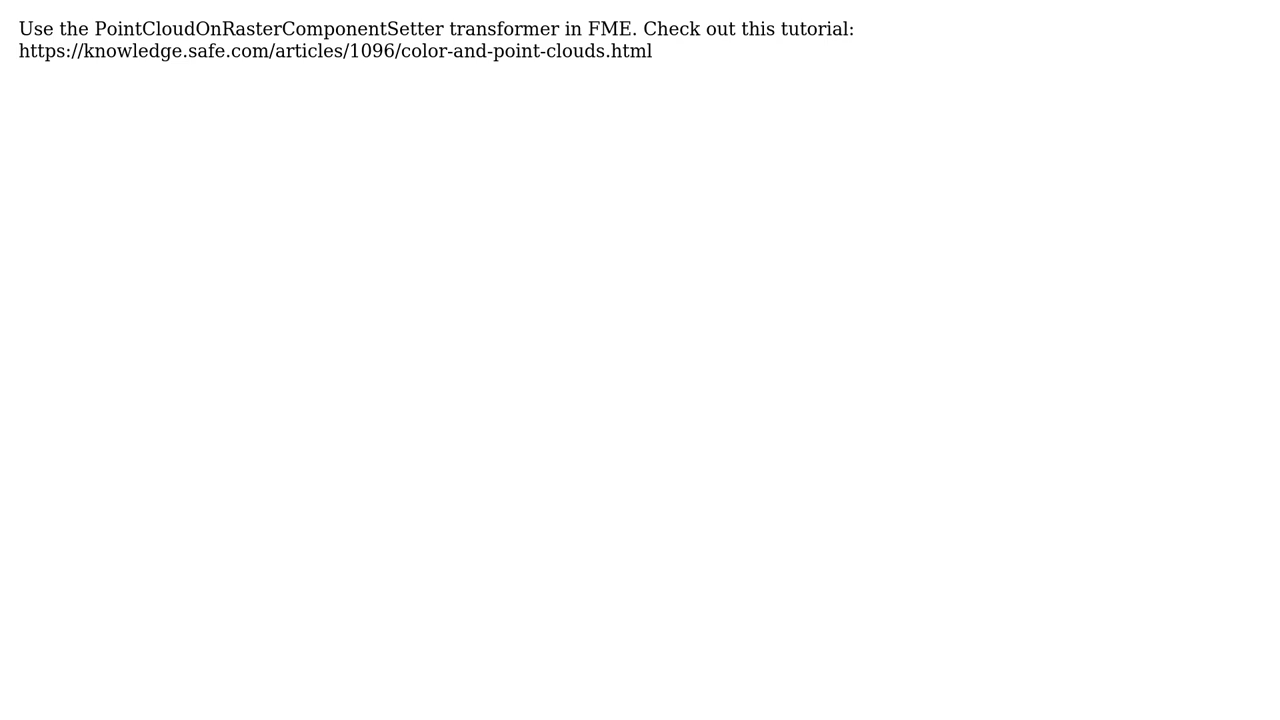 Use the PointCloudOnRasterComponentSetter transformer in FME. Check out this tutorial:
https://knowledge.safe.com/articles/1096/color-and-point-clouds.html